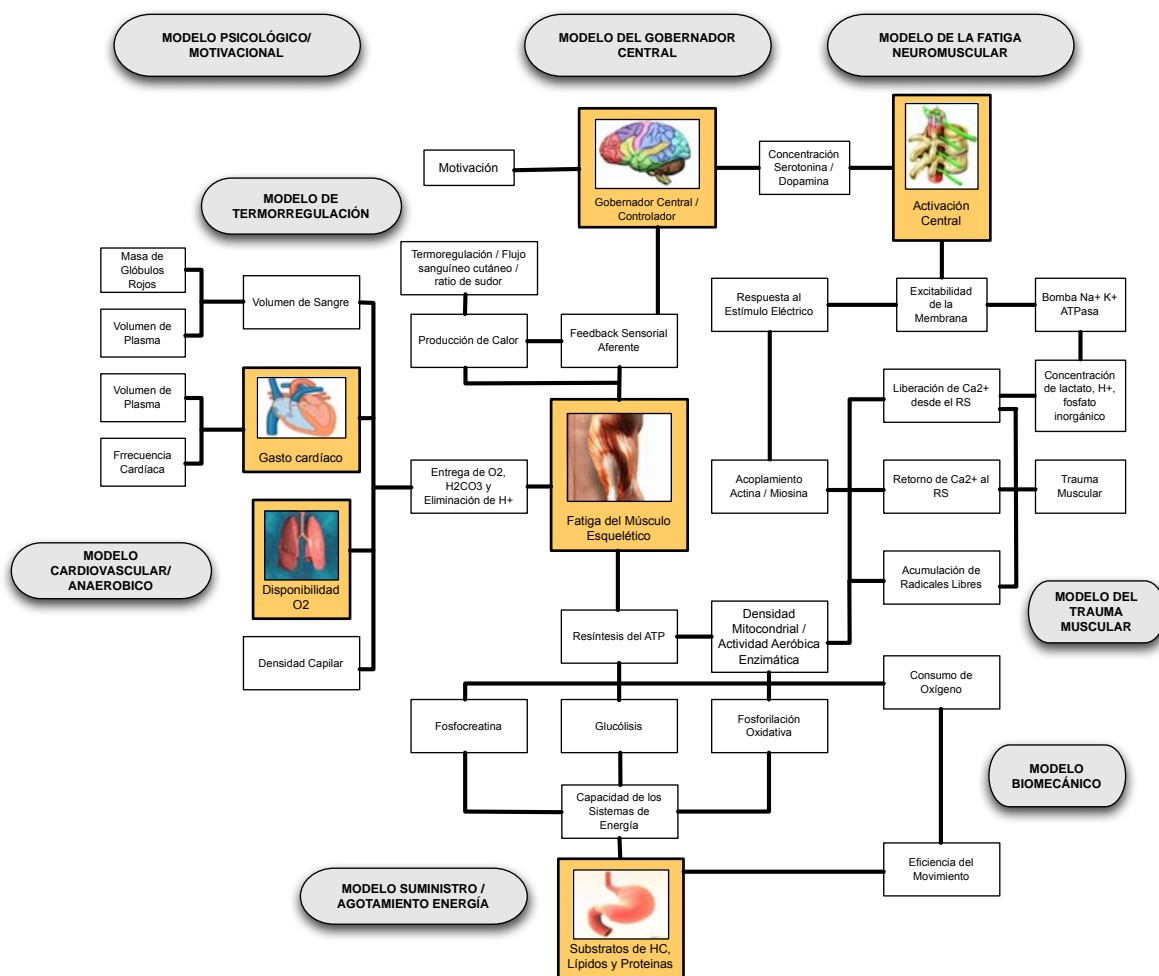 MODELO PSICOLÓGICO/
MOTIVACIONAL
MODELO DEL GOBERNADOR
CENTRAL
MODELO DE LA FATIGA
NEUROMUSCULAR
Motivación
Gobernador Central /
Controlador
Concentración
Serotonina /
Dopamina
Activación
Central
MODELO DE
TERMORREGULACIÓN
Masa de
Glóbulos
Rojos
Volumen de Sangre
Volumen de
Plasma
Termoregulación / Flujo
sanguíneo cutáneo /
ratio de sudor
Producción de Calor
Feedback Sensorial
Aferente
Respuesta al
Estímulo Eléctrico
Excitabilidad
de la
Membrana
Bomba Na+ K+
ATPasa
Volumen de
Plasma
Frrecuencia
Cardíaca
Gasto cardíaco
Liberación de Ca2+
desde el RS
Concentración
de lactato, H+,
fosfato
inorgánico
Entrega de O2,
H2CO3 y
Eliminación de H+
Fatiga del Músculo
Esquelético
Acoplamiento
Actina / Miosina
Retorno de Ca2+ al
RS
Trauma
Muscular
MODELO
CARDIOVASCULAR/
ANAEROBICO
Disponibilidad
O2
Acumulación de
Radicales Libres
MODELO DEL
TRAUMA
MUSCULAR
Densidad Capilar
Resíntesis del ATP
Densidad
Mitocondrial /
Actividad Aeróbica
Enzimática
Consumo de
Oxígeno
Fosfocreatina
Glucólisis
Fosforilación
Oxidativa
MODELO
BIOMECÁNICO
Capacidad de los
Sistemas de
Energía
Eficiencia del
Movimiento
MODELO SUMINISTRO /
AGOTAMIENTO ENERGÍA
Substratos de HC,
Lípidos y Proteinas